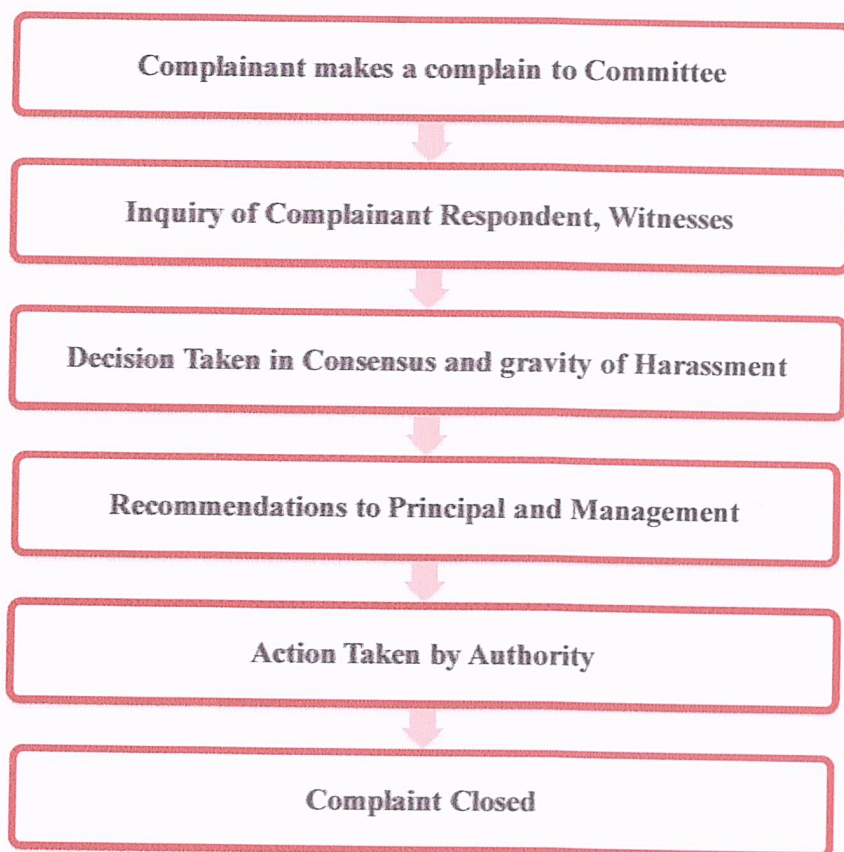 Complainant makes a complain to Committee
Inquiry of Complainant Respondent, Witnesses
Decision Taken in Consensus and gravity of Harassment
Recommendations to Principal and Management
Action Taken by Authority
Complaint Closed